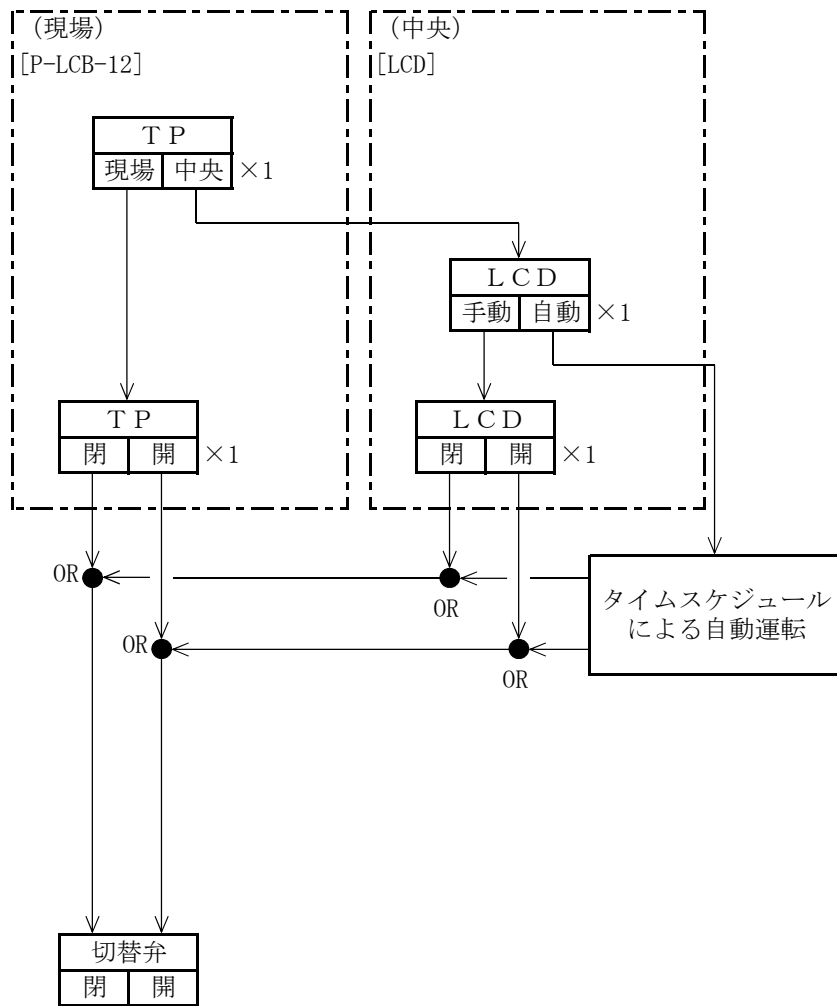 (現場)
[P-LCB-12]
(中央)
[LCD]
TP
現場 中央 ×1
LCD
手動 自動 ×1
TP
閉 開 ×1
LCD
閉 開 ×1
OR
OR
タイムスケジュール
による自動運転
OR
OR
切替弁
閉 開